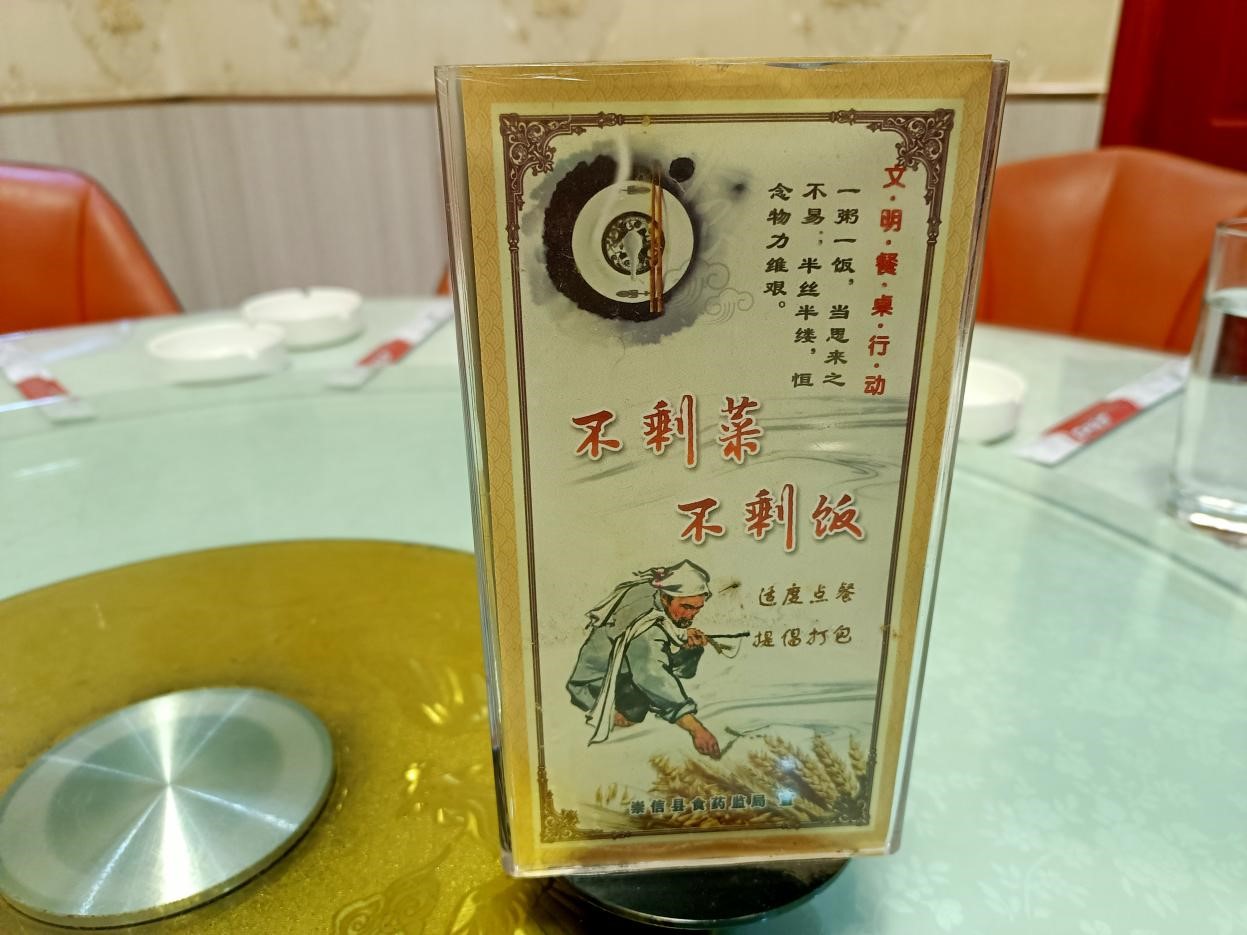 文·明·餐·桌·行·动
一粥一饭，当思来之
不易；半丝半缕，恒
念物力维艰。
不剩菜
不剩饭
适度点餐
提倡打包
崇信县食药监局 宣